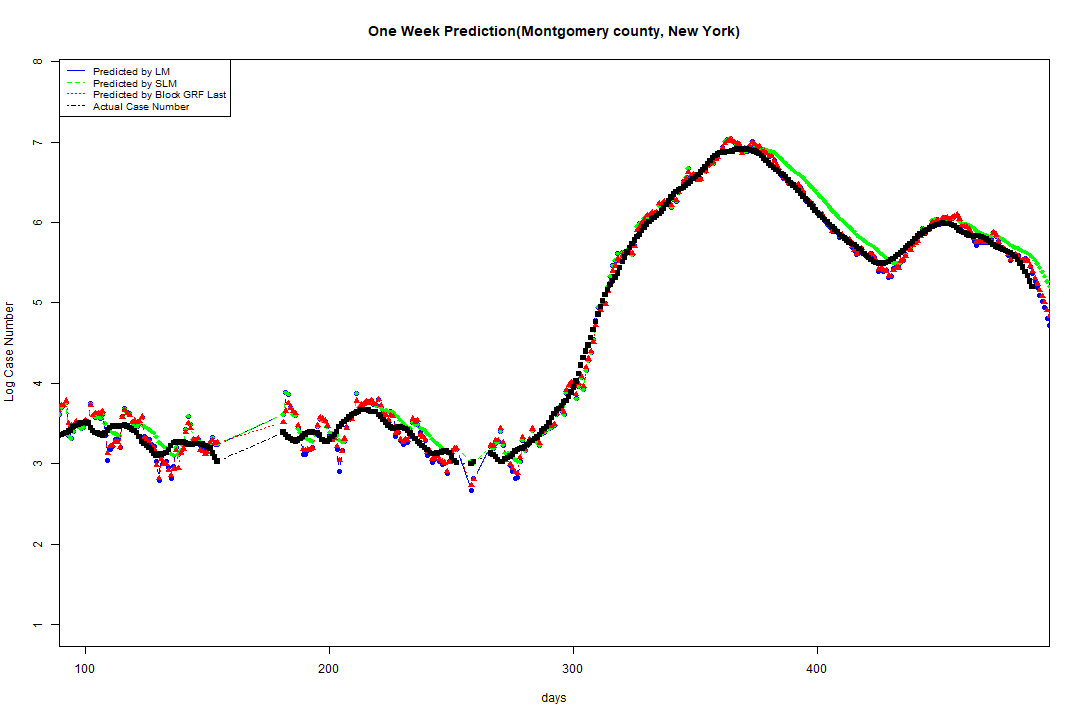 One Week Prediction(Montgomery county, New York)
Predicted by LM
Predicted by SLM
Predicted by Block GRF Last
Actual Case Number
8
7
6
5
4
3
2
1
Log Case Number
100 200 300 400
days